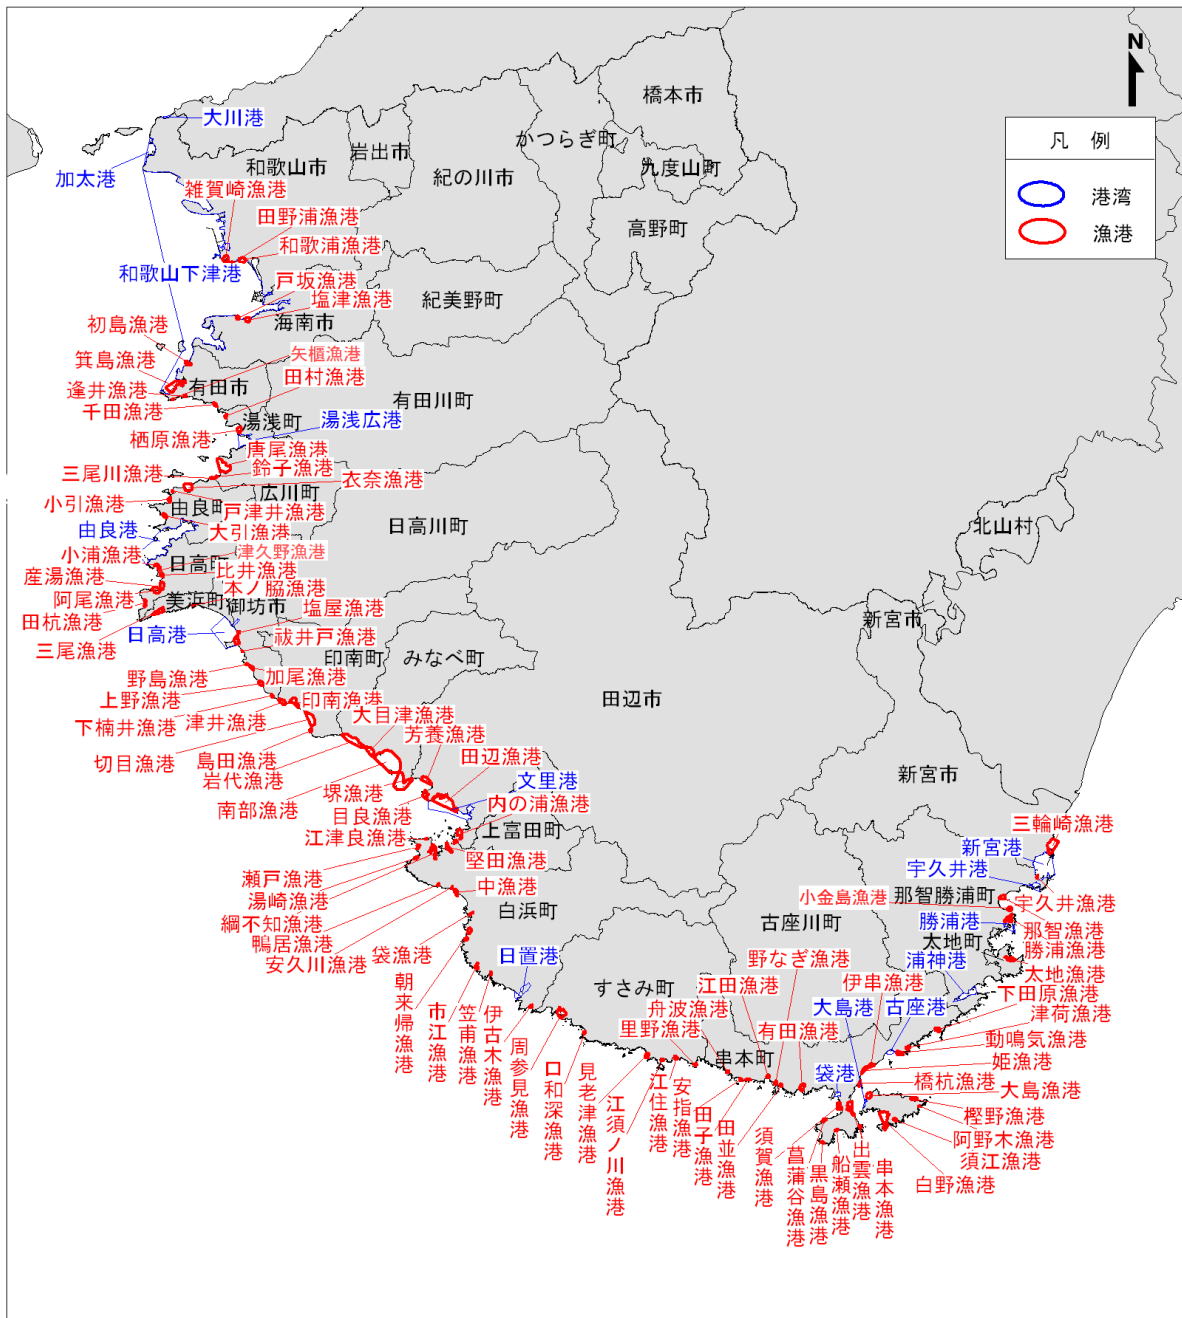 N
凡 例
港湾
漁港
橋本市
大川港
かつらぎ町
岩出市
和歌山市
九度山町
紀の川市
加太港
雑賀崎漁港
田野浦漁港
高野町
和歌浦漁港
和歌山下津港
戸坂漁港
塩津漁港
紀美野町
海南市
初島漁港
箕島漁港
矢櫃漁港
田村漁港
有田市
逢井漁港
有田川町
千田漁港
湯浅町
湯浅広港
栖原漁港
唐尾漁港
鈴子漁港
三尾川漁港
衣奈漁港
広川町
小引漁港
由良町
戸津井漁港
由良港
大引漁港
日高川町
北山村
小浦漁港
津久野漁港
日高町
比井漁港
産湯漁港
本ノ脇漁港
阿尾漁港
美浜町
御坊市
塩屋漁港
田杭漁港
新宮市
日高港
祓井戸漁港
三尾漁港
印南町
みなべ町
野島漁港
加尾漁港
上野漁港
印南漁港
田辺市
下楠井漁港
津井漁港
大目津漁港
芳養漁港
切目漁港
島田漁港
田辺漁港
岩代漁港
新宮市
文里港
堺漁港
南部漁港
目良漁港
内の浦漁港
江津良漁港
上富田町
三輪崎漁港
新宮港
堅田漁港
宇久井港
瀬戸漁港
中漁港
湯崎漁港
那智勝浦町
小金島漁港
宇久井漁港
白浜町
綱不知漁港
古座川町
勝浦港
那智漁港
鴨居漁港
太地町
勝浦漁港
袋漁港
安久川漁港
日置港
野なぎ漁港
浦神港
太地漁港
朝来帰漁港
すさみ町
江田漁港
伊串漁港
下田原漁港
市江漁港
笠甫漁港
伊古木漁港
舟波漁港
大島港
古座港
津荷漁港
里野漁港
有田漁港
動鳴気漁港
周参見漁港
口和深漁港
見老津漁港
串本町
姫漁港
袋港
橋杭漁港
大島漁港
江須ノ川漁港
江住漁港
安指漁港
田子漁港
田並漁港
樫野漁港
須賀漁港
菖蒲谷漁港
黒島漁港
船瀬漁港
出雲漁港
串本漁港
阿野木漁港
須江漁港
白野漁港